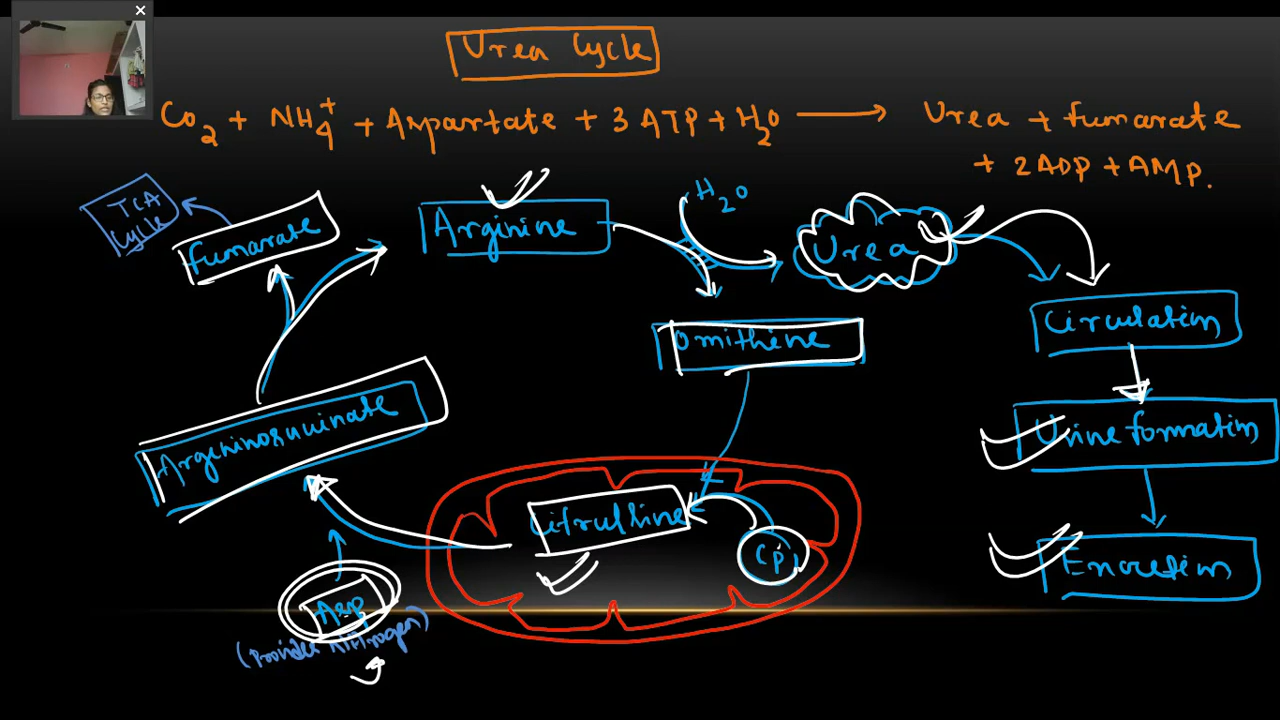 Urea Cycle
CO2 + NH4+ + Aspartate + 3 ATP + H2O → Urea + fumarate
+ 2ADP + AMP.
TCA
Cycle
fumarate
Arginine
H2O
Urea
Circulation
Ornithine
Argininosuccinate
Urine formation
Citrulline
CP
Excretion
Asp
(Provides Nitrogen)